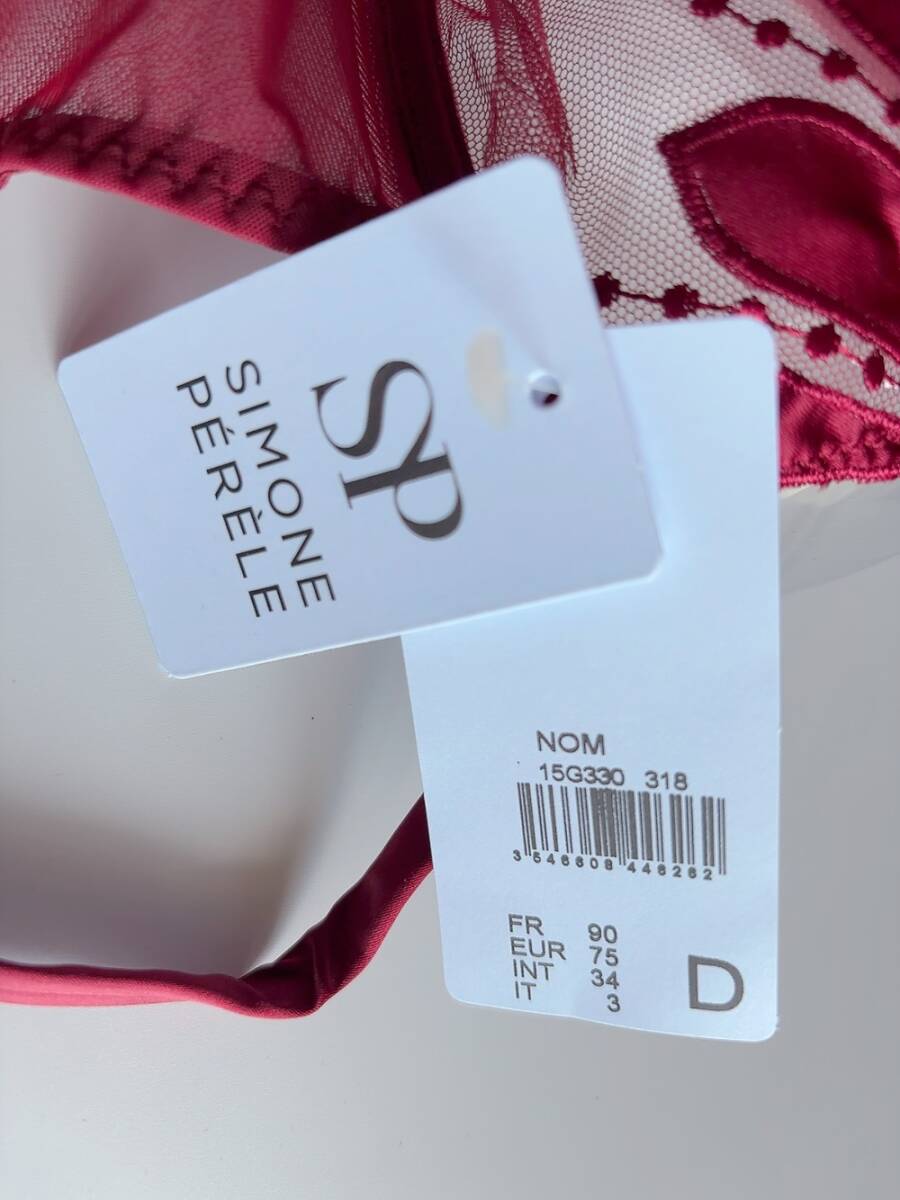 SP
SIMONE
PÉRÈLE
NOM
15G330 318
3 546608 446262
FR 90
EUR 75
INT 34
IT 3
D